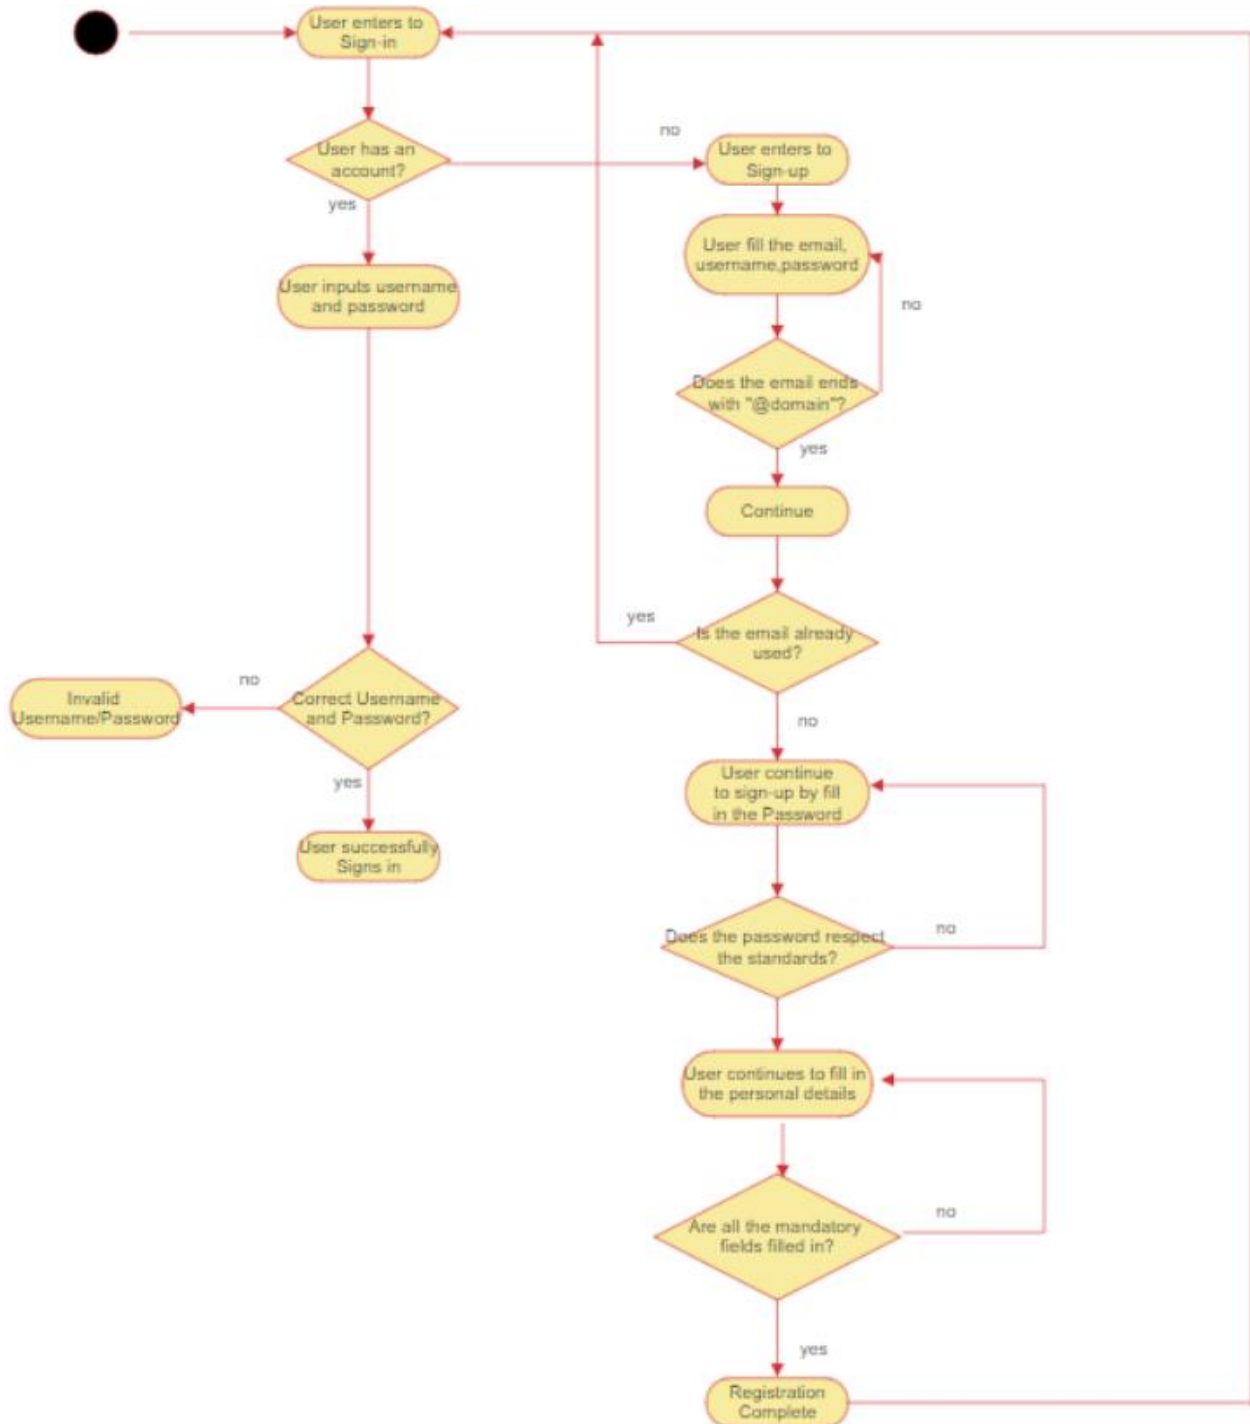 User enters to
Sign-in
User has an
account?
no
yes
User enters to
Sign-up
User fill the email,
username,password
no
User inputs username
and password
Does the email ends
with "@domain"?
yes
Continue
yes
Is the email already
used?
no
Invalid
Username/Password
no
Correct Username
and Password?
yes
User successfully
Signs in
User continue
to sign-up by fill
in the Password
Does the password respect
the standards?
no
User continues to fill in
the personal details
Are all the mandatory
fields filled in?
no
yes
Registration
Complete